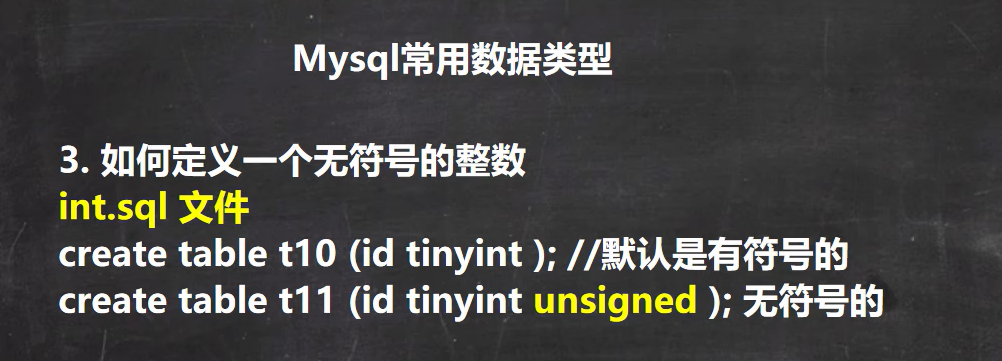 Mysql常用数据类型
3. 如何定义一个无符号的整数
int.sql 文件
create table t10 (id tinyint ); //默认是有符号的
create table t11 (id tinyint unsigned ); 无符号的